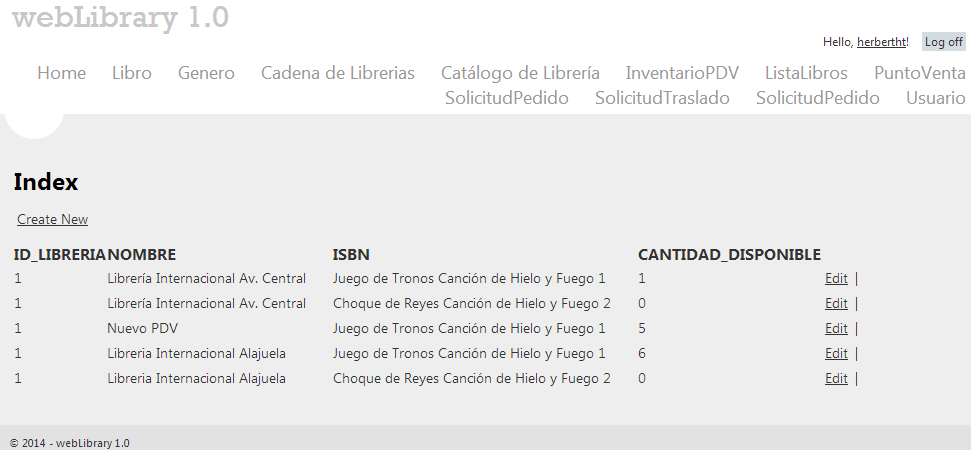 webLibrary 1.0
Hello, herbertht! Log off
Home Libro Genero Cadena de Librerias Catálogo de Librería InventarioPDV ListaLibros PuntoVenta
SolicitudPedido SolicitudTraslado SolicitudPedido Usuario
Index
Create New
ID_LIBRERIA NOMBRE ISBN CANTIDAD_DISPONIBLE
1 Librería Internacional Av. Central Juego de Tronos Canción de Hielo y Fuego 1 1 Edit |
1 Librería Internacional Av. Central Choque de Reyes Canción de Hielo y Fuego 2 0 Edit |
1 Nuevo PDV Juego de Tronos Canción de Hielo y Fuego 1 5 Edit |
1 Libreria Internacional Alajuela Juego de Tronos Canción de Hielo y Fuego 1 6 Edit |
1 Libreria Internacional Alajuela Choque de Reyes Canción de Hielo y Fuego 2 0 Edit |
© 2014 - webLibrary 1.0